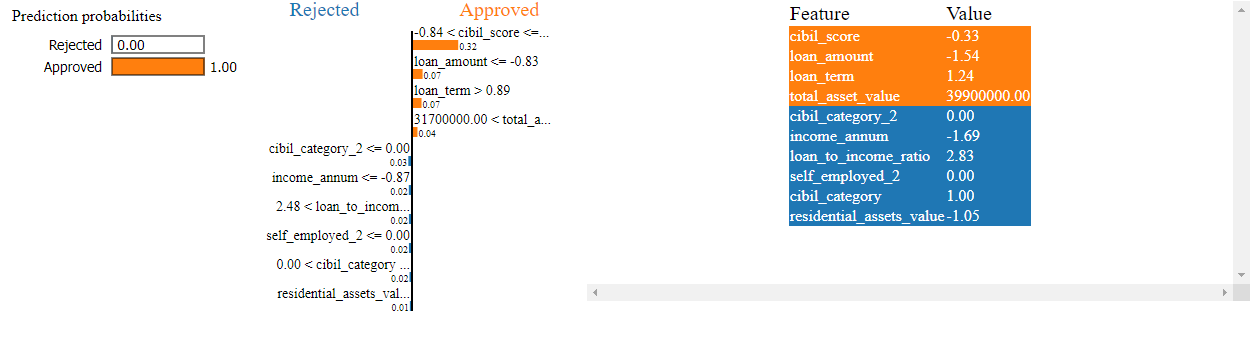 Prediction probabilities
Rejected 0.00
Approved 1.00
Rejected Approved
-0.84 < cibil_score <=...
0.32
loan_amount <= -0.83
0.07
loan_term > 0.89
0.07
31700000.00 < total_a...
0.04
cibil_category_2 <= 0.00
0.03
income_annum <= -0.87
0.02
2.48 < loan_to_incom...
0.02
self_employed_2 <= 0.00
0.02
0.00 < cibil_category ...
0.02
residential_assets_val...
0.01
Feature Value
cibil_score -0.33
loan_amount -1.54
loan_term 1.24
total_asset_value 39900000.00
cibil_category_2 0.00
income_annum -1.69
loan_to_income_ratio 2.83
self_employed_2 0.00
cibil_category 1.00
residential_assets_value -1.05